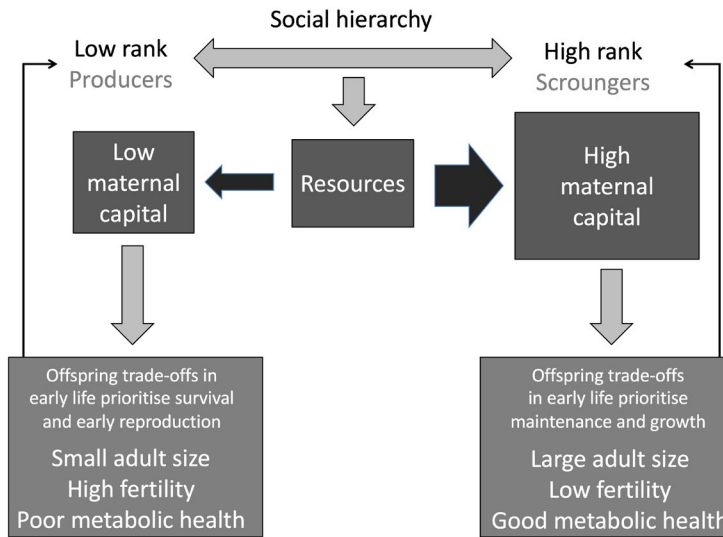 Social hierarchy
Low rank
Producers
High rank
Scroungers
Low
maternal
capital
Resources
High
maternal
capital
Offspring trade-offs in
early life prioritise survival
and early reproduction
Small adult size
High fertility
Poor metabolic health
Offspring trade-offs
in early life prioritise
maintenance and growth
Large adult size
Low fertility
Good metabolic health